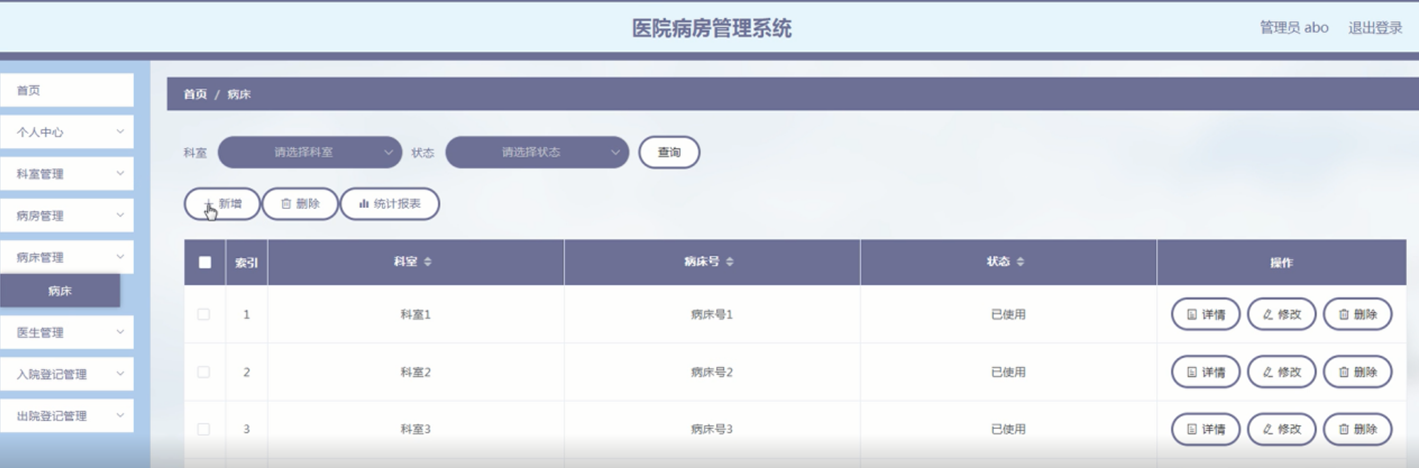 医院病房管理系统
管理员 abo 退出登录
首页
个人中心
科室管理
病房管理
病床管理
病床
医生管理
入院登记管理
出院登记管理
首页 / 病床
科室 请选择科室 状态 请选择状态 查询
新增 删除 统计报表
索引 科室 病床号 状态 操作
1 科室1 病床号1 已使用 详情 修改 删除
2 科室2 病床号2 已使用 详情 修改 删除
3 科室3 病床号3 已使用 详情 修改 删除